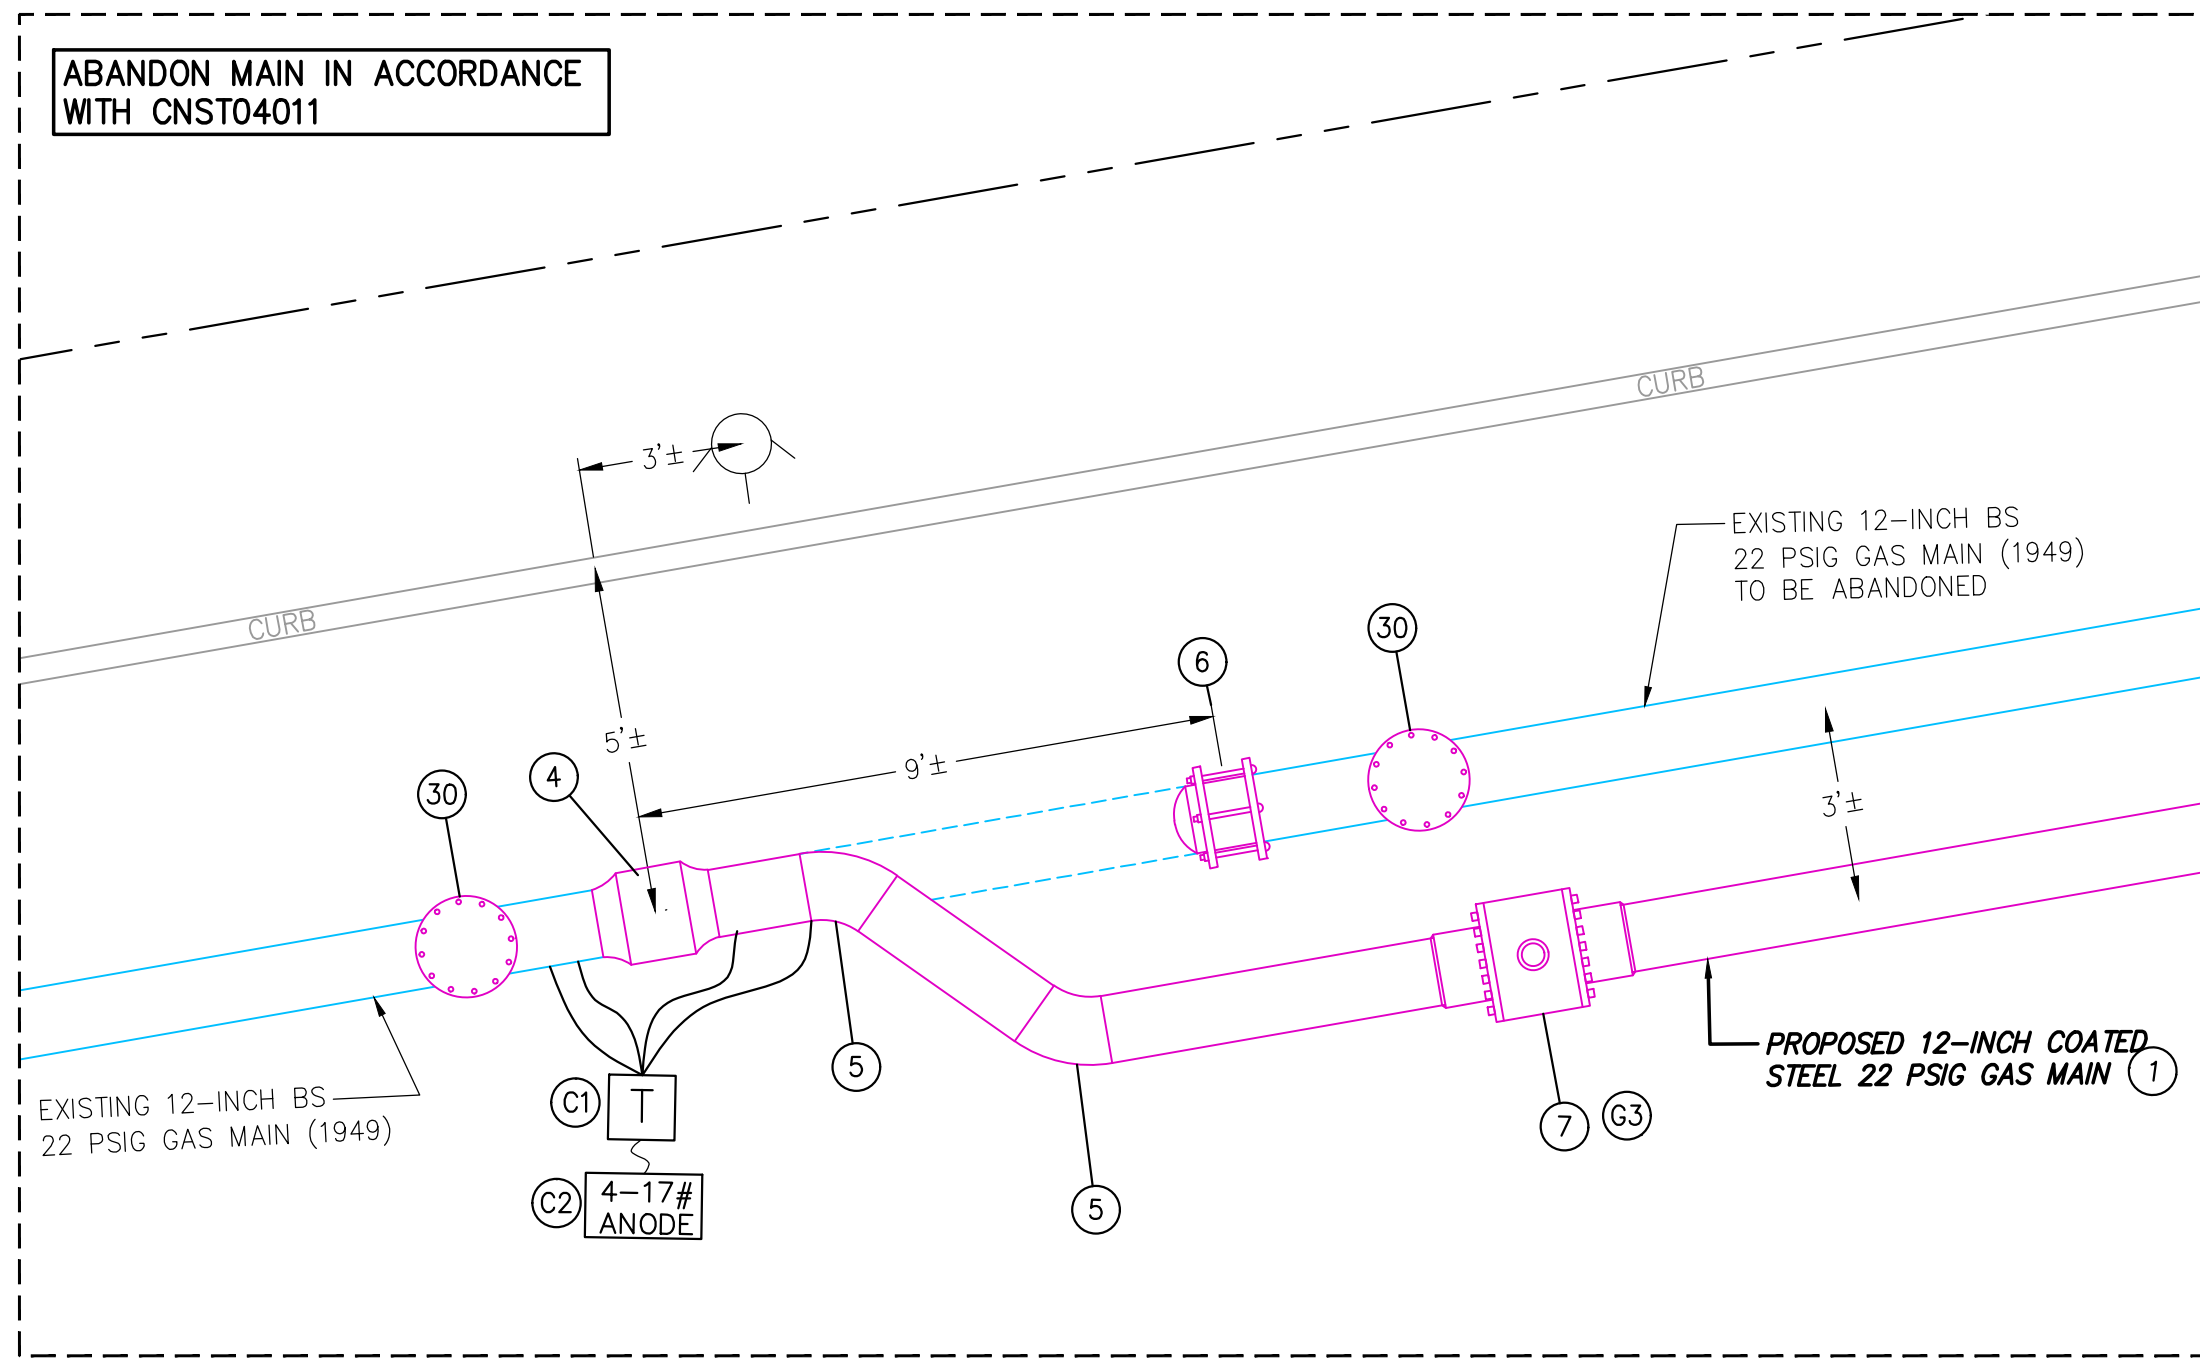 ABANDON MAIN IN ACCORDANCE
WITH CNST04011
CURB
3'±
EXISTING 12-INCH BS
22 PSIG GAS MAIN (1949)
TO BE ABANDONED
CURB
30
6
5'±
9'±
4
30
3'±
PROPOSED 12-INCH COATED
STEEL 22 PSIG GAS MAIN 1
5
EXISTING 12-INCH BS
22 PSIG GAS MAIN (1949)
C1 T
7 G3
C2 4-17#
ANODE
5